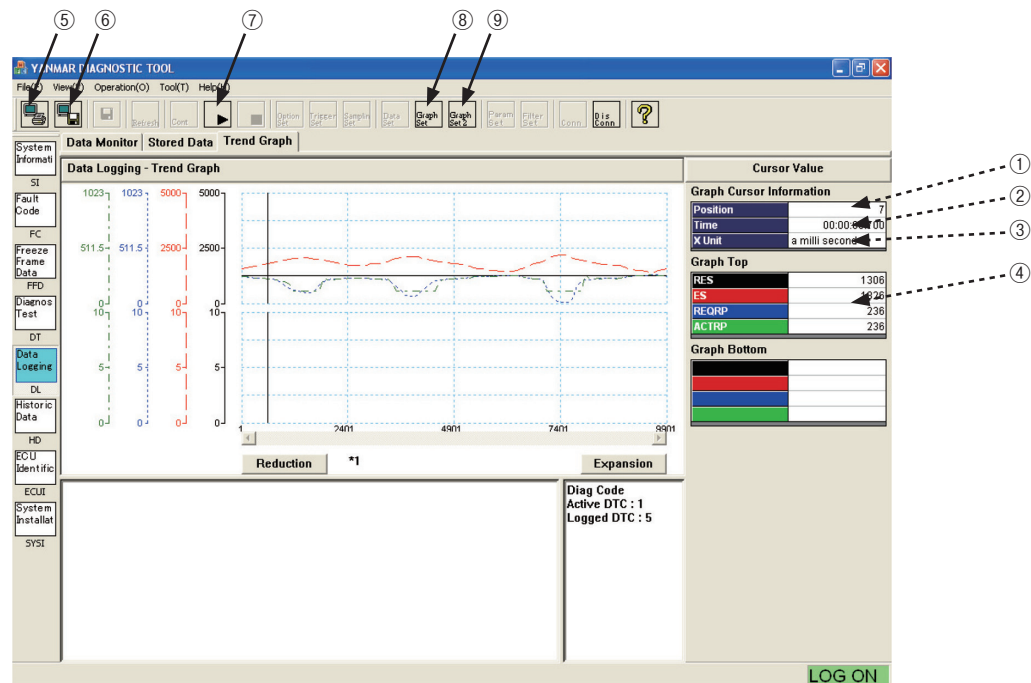 ⑤ ⑥ ⑦ ⑧ ⑨
YANMAR DIAGNOSTIC TOOL
File(F) View(V) Operation(O) Tool(T) Help(H)
Refresh Cont. Option Set Trigger Set Samplin Set Data Set Graph Set Graph Set 2 Param Set Filter Set Conn. Dis Conn ?
Data Monitor Stored Data Trend Graph
Data Logging - Trend Graph
Cursor Value
System Informati
SI
Fault Code
FC
Freeze Frame Data
FFD
Diagnos Test
DT
Data Logging
DL
Historic Data
HD
ECU Identific
ECUI
System Installat
SYSI
1023 1023 5000 5000
511.5 511.5 2500 2500
0 0 0 0
10 10 10 10
5 5 5 5
0 0 0 0
1 2401 4901 7401 9901
Reduction *1 Expansion
Graph Cursor Information
Position 7 ①
Time ②
X Unit a milli second ③
Graph Top
RES 1306
ES ④
REQRP 236
ACTRP 236
Graph Bottom
Diag Code
Active DTC : 1
Logged DTC : 5
LOG ON